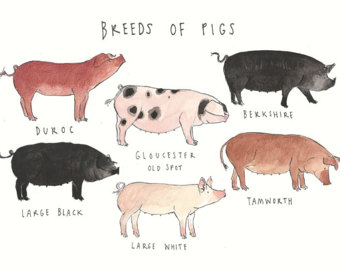 BREEDS OF PIGS
DUROC
GLOUCESTER
OLD SPOT
BERKSHIRE
LARGE BLACK
LARGE WHITE
TAMWORTH